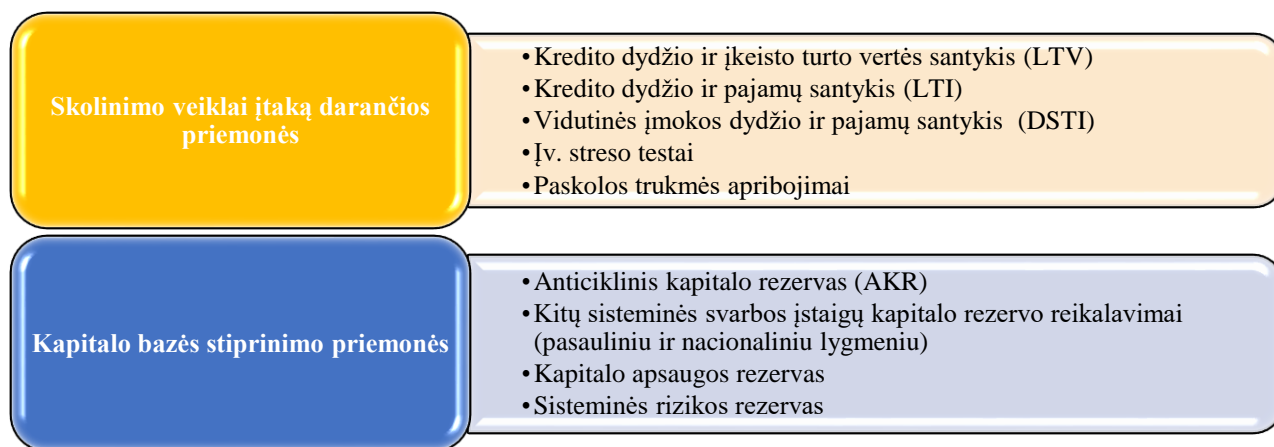 Skolinimo veiklai įtaką darančios
priemonės
•Kredito dydžio ir įkeisto turto vertės santykis (LTV)
•Kredito dydžio ir pajamų santykis (LTI)
•Vidutinės įmokos dydžio ir pajamų santykis  (DSTI)
•Įv. streso testai
•Paskolos trukmės apribojimai
Kapitalo bazės stiprinimo priemonės
•Anticiklinis kapitalo rezervas (AKR)
•Kitų sisteminės svarbos įstaigų kapitalo rezervo reikalavimai
(pasauliniu ir nacionaliniu lygmeniu)
•Kapitalo apsaugos rezervas
•Sisteminės rizikos rezervas